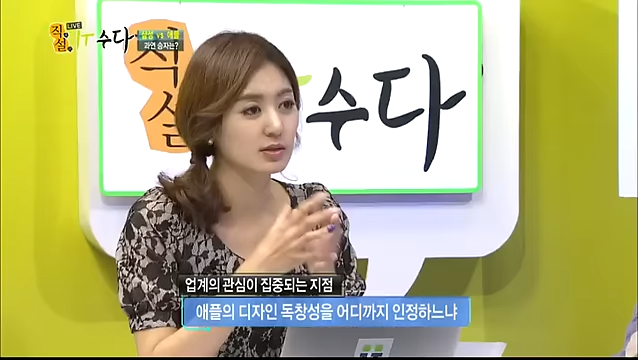 직설 LIVE IT 수다
삼성 vs 애플
과연 승자는?
직설 IT 수다
업계의 관심이 집중되는 지점
애플의 디자인 독창성을 어디까지 인정하느냐